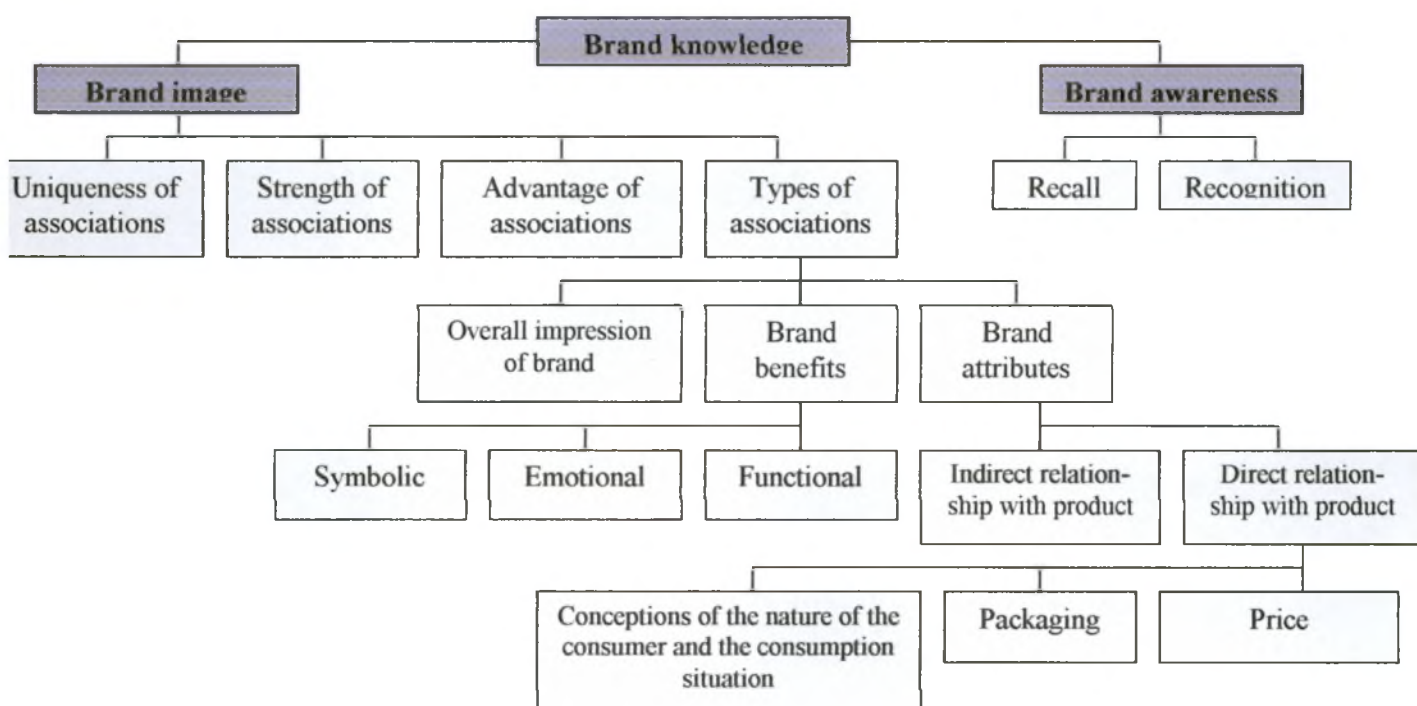 Brand knowledge
Brand image
Brand awareness
Uniqueness of
associations
Strength of
associations
Advantage of
associations
Types of
associations
Recall
Recognition
Overall impression
of brand
Brand
benefits
Brand
attributes
Symbolic
Emotional
Functional
Indirect relation-
ship with product
Direct relation-
ship with product
Conceptions of the nature of the
consumer and the consumption
situation
Packaging
Price